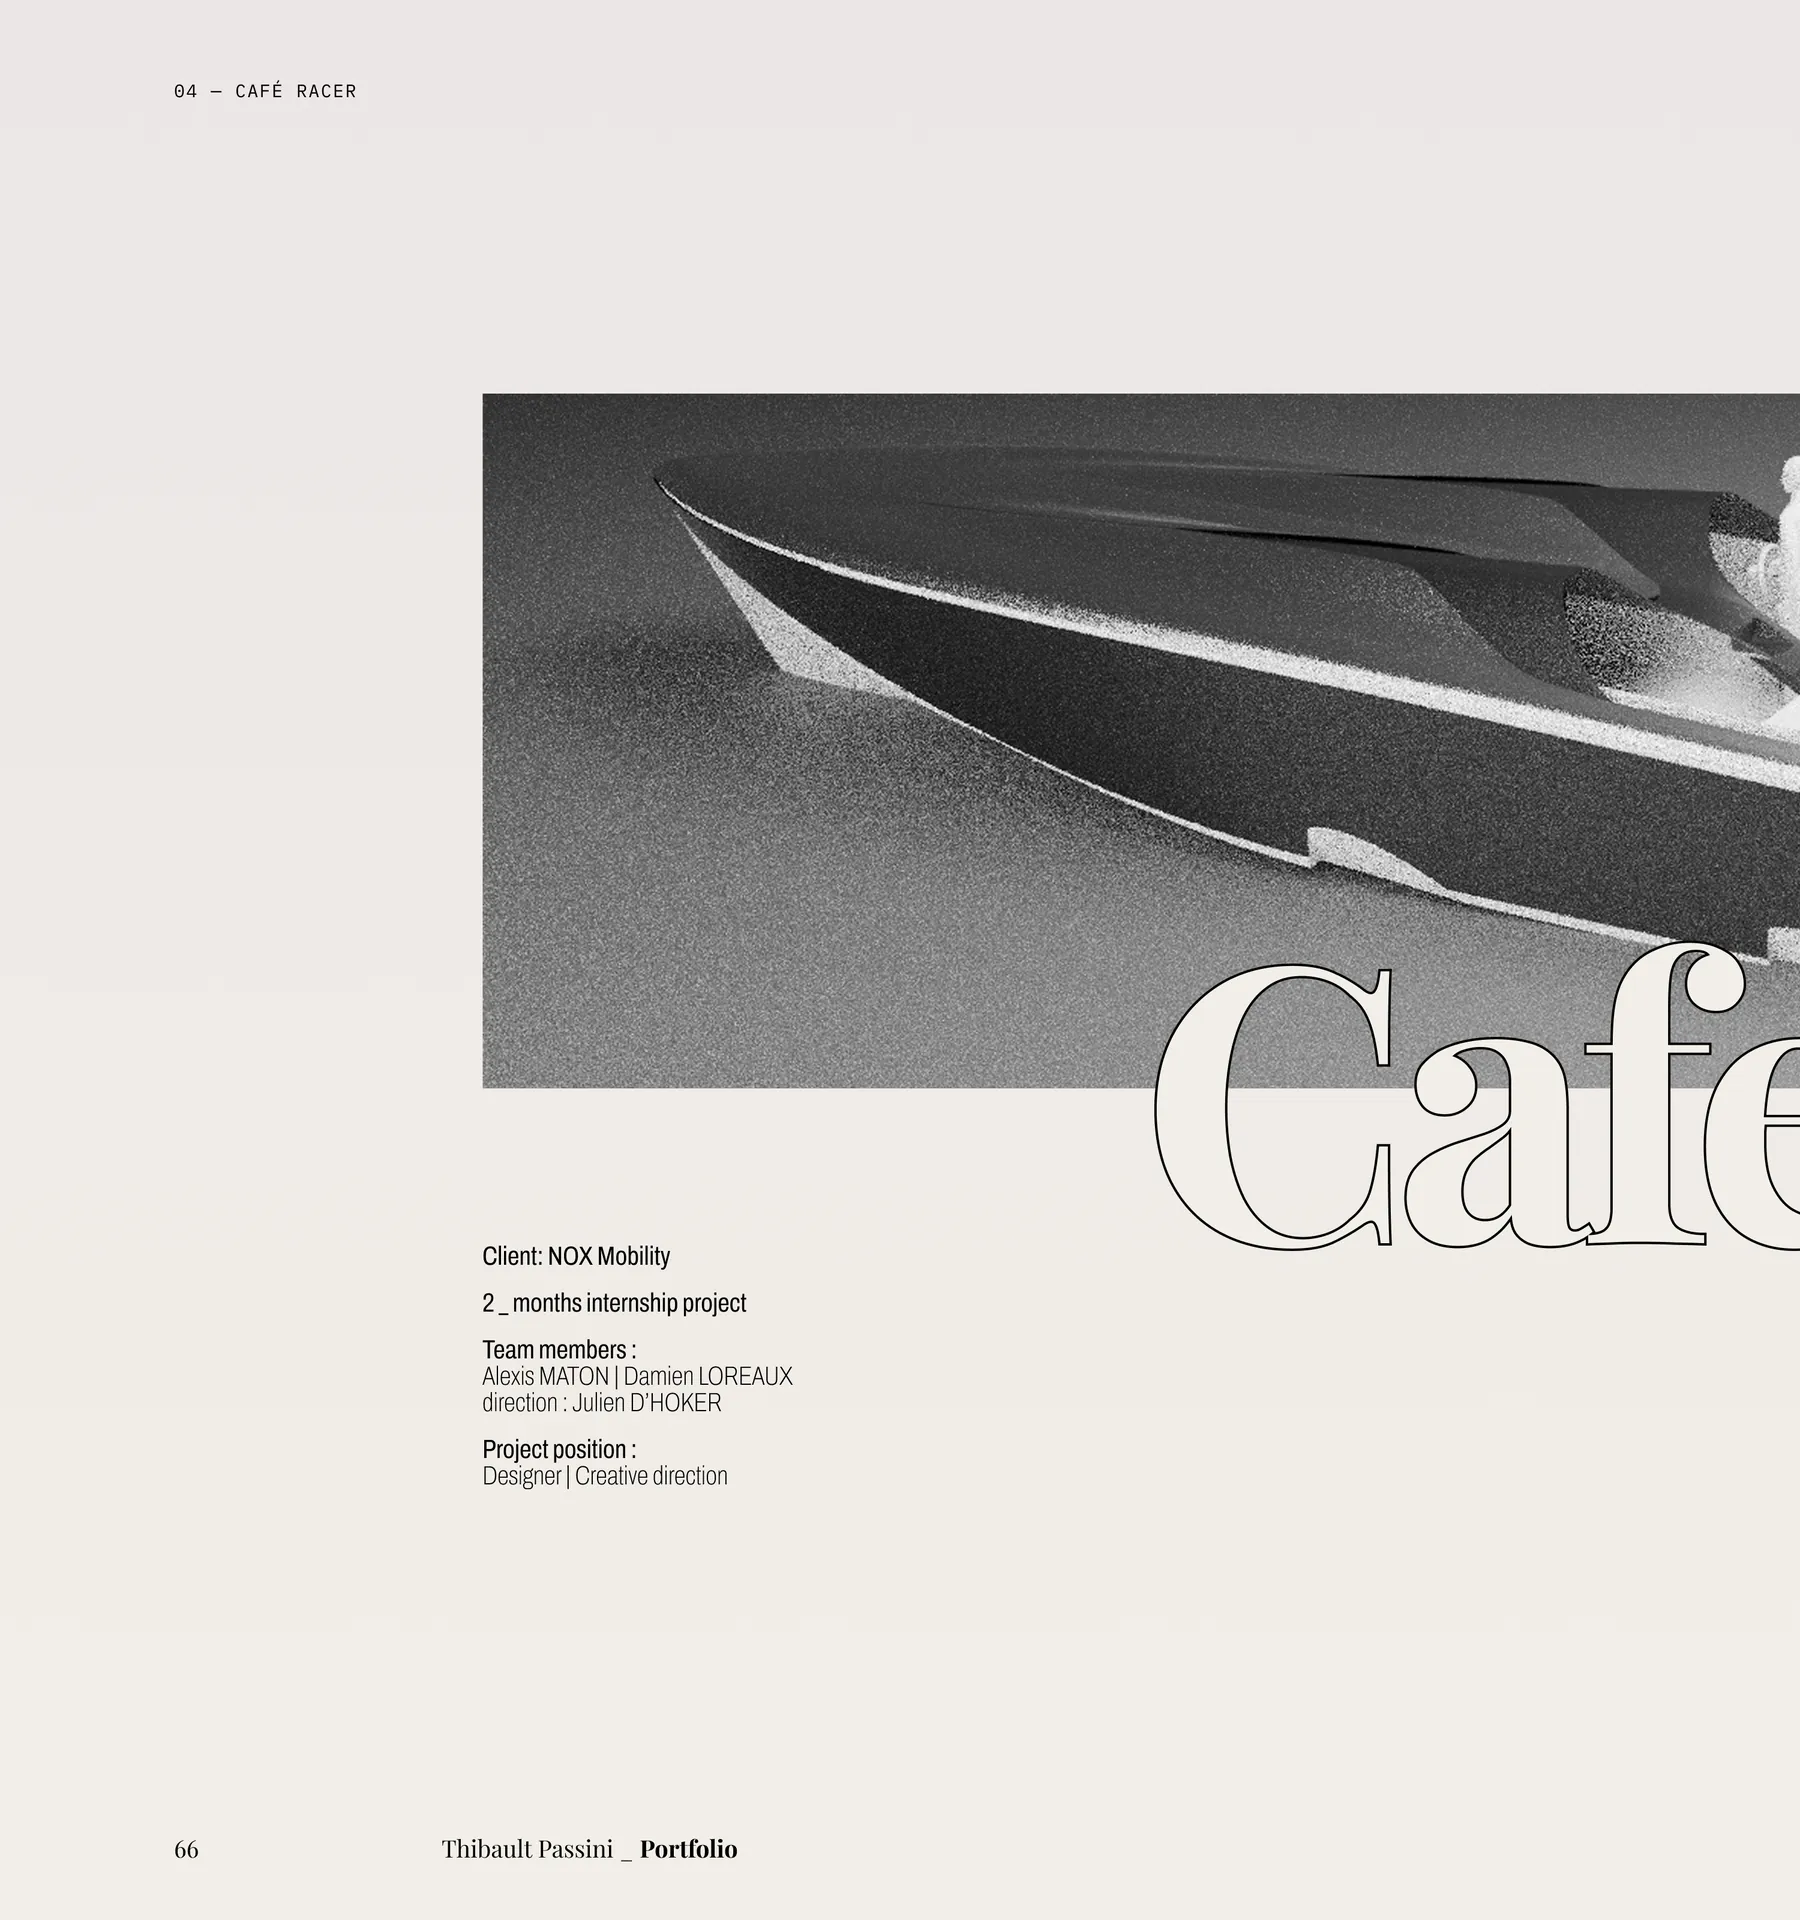 04 — CAFÉ RACER
Cafe
Client: NOX Mobility
2 _ months internship project
Team members :
Alexis MATON | Damien LOREAUX
direction : Julien D’HOKER
Project position :
Designer | Creative direction
66
Thibault Passini _ Portfolio